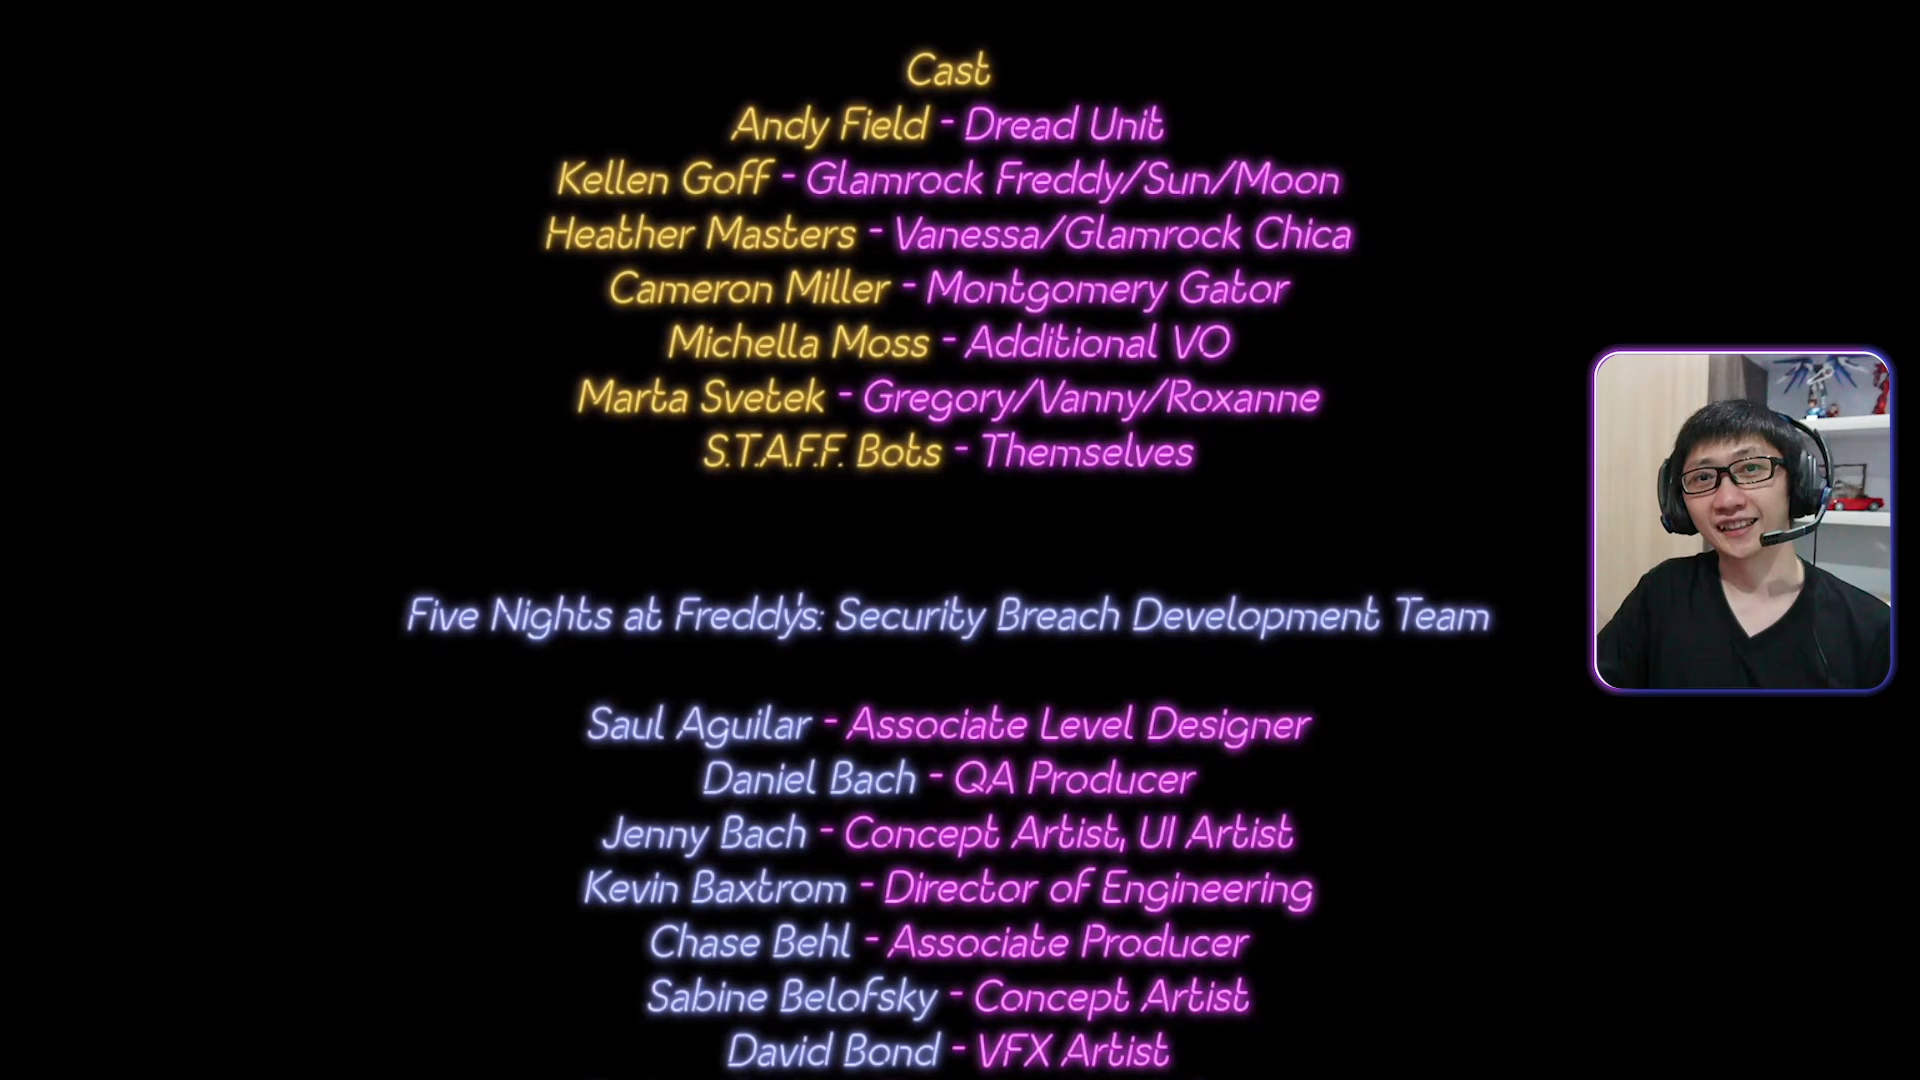 Cast
Andy Field - Dread Unit
Kellen Goff - Glamrock Freddy/Sun/Moon
Heather Masters - Vanessa/Glamrock Chica
Cameron Miller - Montgomery Gator
Michella Moss - Additional VO
Marta Svetek - Gregory/Vanny/Roxanne
S.T.A.F.F. Bots - Themselves
Five Nights at Freddy's: Security Breach Development Team
Saul Aguilar - Associate Level Designer
Daniel Bach - QA Producer
Jenny Bach - Concept Artist, UI Artist
Kevin Baxtrom - Director of Engineering
Chase Behl - Associate Producer
Sabine Belofsky - Concept Artist
David Bond - VFX Artist